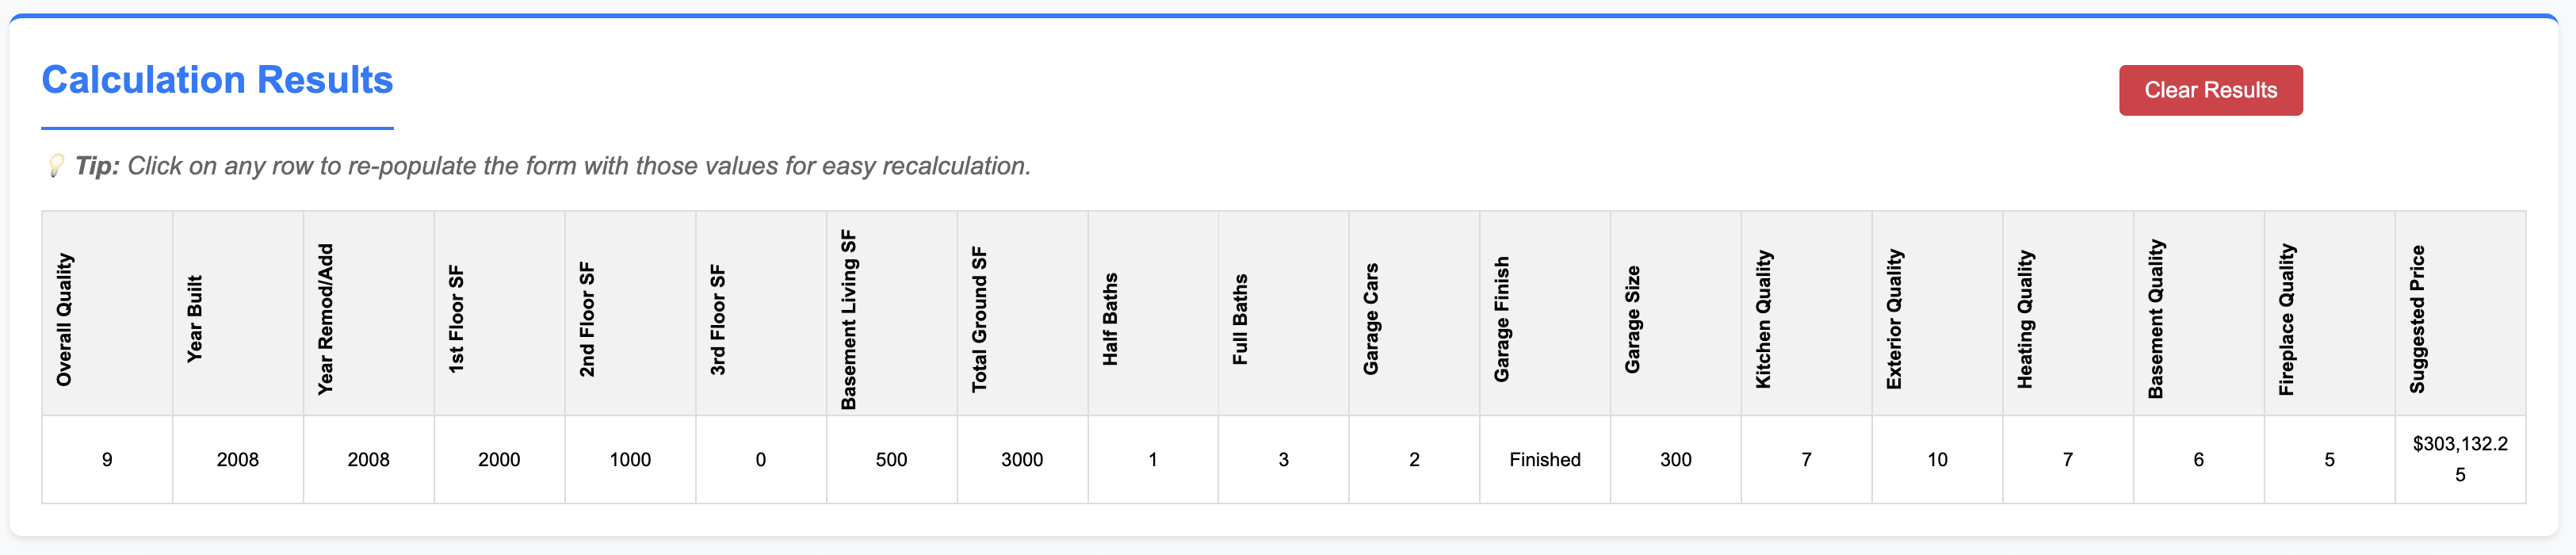 Calculation Results
Clear Results
Tip: Click on any row to re-populate the form with those values for easy recalculation.
Overall Quality
Year Built
Year Remod/Add
1st Floor SF
2nd Floor SF
3rd Floor SF
Basement Living SF
Total Ground SF
Half Baths
Full Baths
Garage Cars
Garage Finish
Garage Size
Kitchen Quality
Exterior Quality
Heating Quality
Basement Quality
Fireplace Quality
Suggested Price
9 2008 2008 2000 1000 0 500 3000 1 3 2 Finished 300 7 10 7 6 5 $303,132.2
5